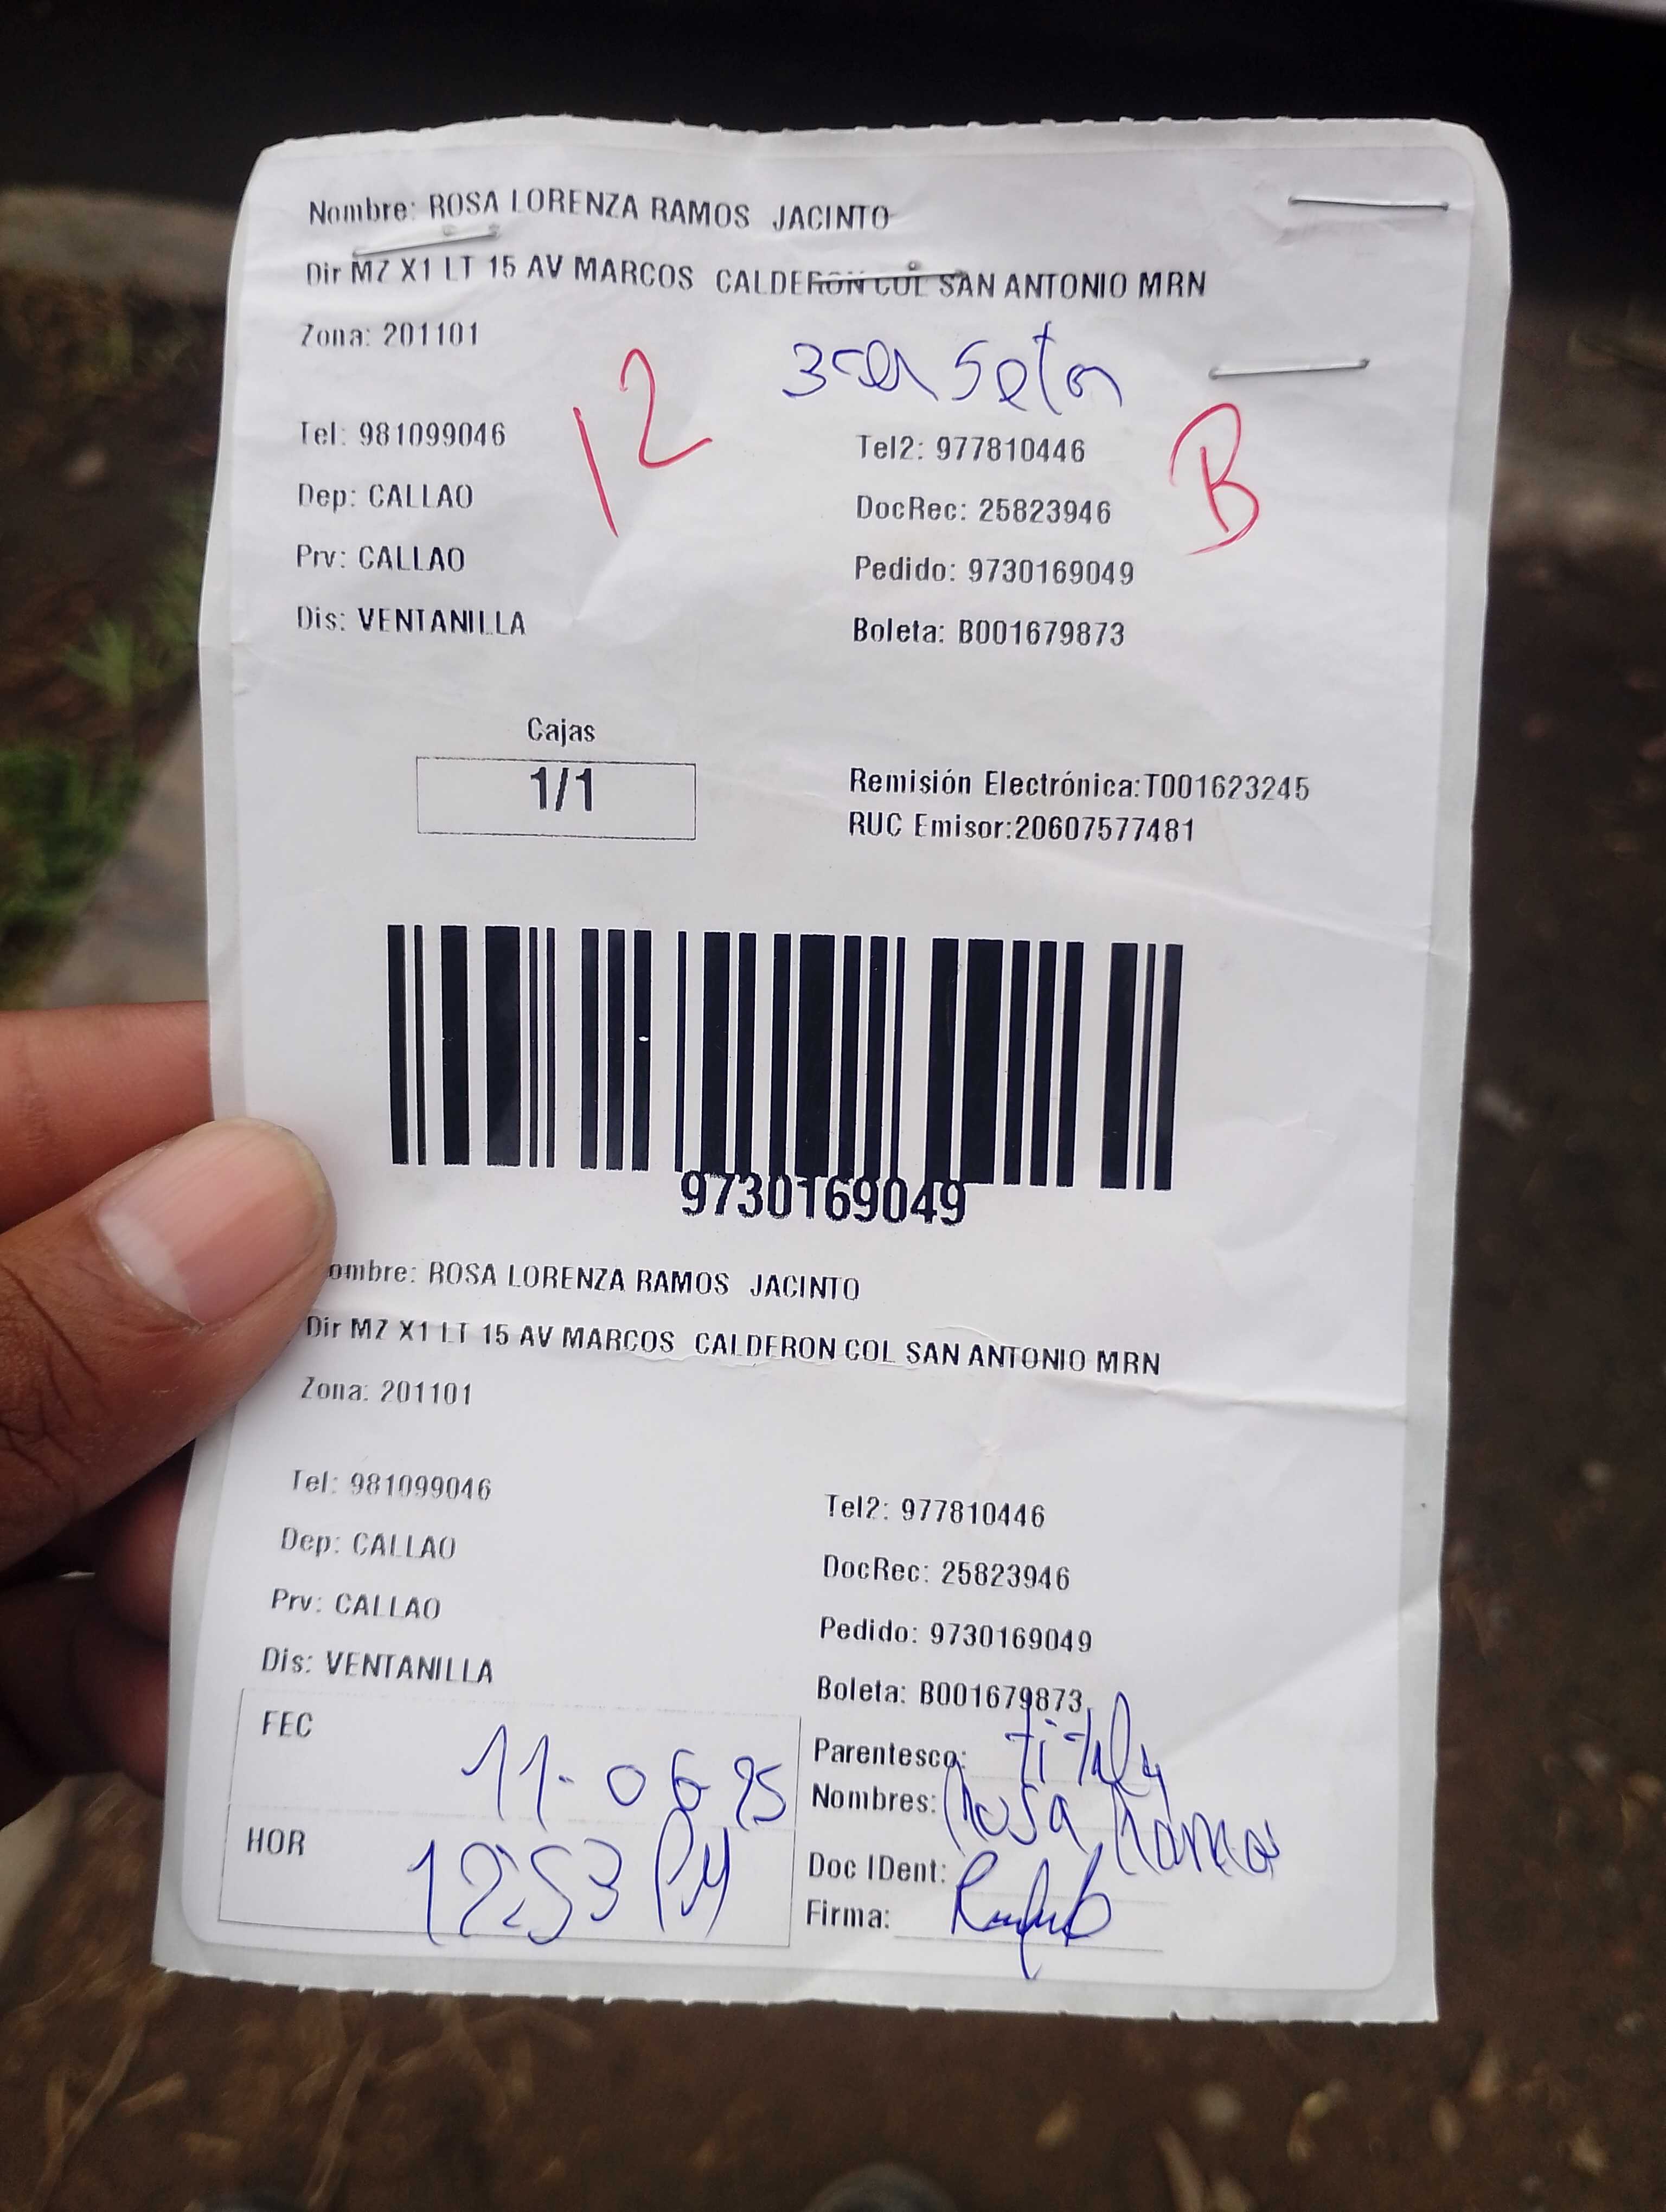 Nombre: ROSA LORENZA RAMOS JACINTO
Dir MZ X1 LT 15 AV MARCOS CALDERON COL SAN ANTONIO MRN
Zona: 201101
3er Setor
12
B
Tel: 981099046
Tel2: 977810446
Dep: CALLAO
DocRec: 25823946
Prv: CALLAO
Pedido: 9730169049
Dis: VENTANILLA
Boleta: B001679873
Cajas
1/1
Remisión Electrónica:T001623245
RUC Emisor:20607577481
9730169049
ombre: ROSA LORENZA RAMOS JACINTO
Dir MZ X1 LT 15 AV MARCOS CALDERON COL SAN ANTONIO MRN
Zona: 201101
Tel: 981099046
Tel2: 977810446
Dep: CALLAO
DocRec: 25823946
Prv: CALLAO
Pedido: 9730169049
Dis: VENTANILLA
Boleta: B001679873
FEC 11-06-25
Parentesco:
Nombres: Rosa Ramos
HOR 12:53 PM
Doc IDent:
Firma: